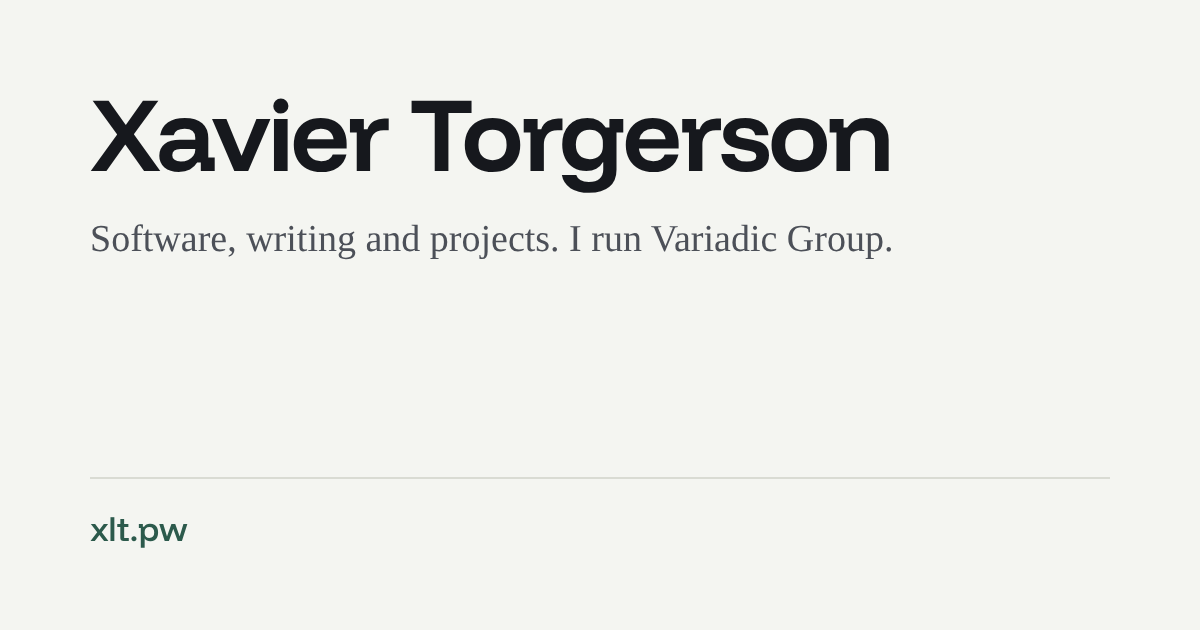 Xavier Torgerson
Software, writing and projects. I run Variadic Group.
xlt.pw